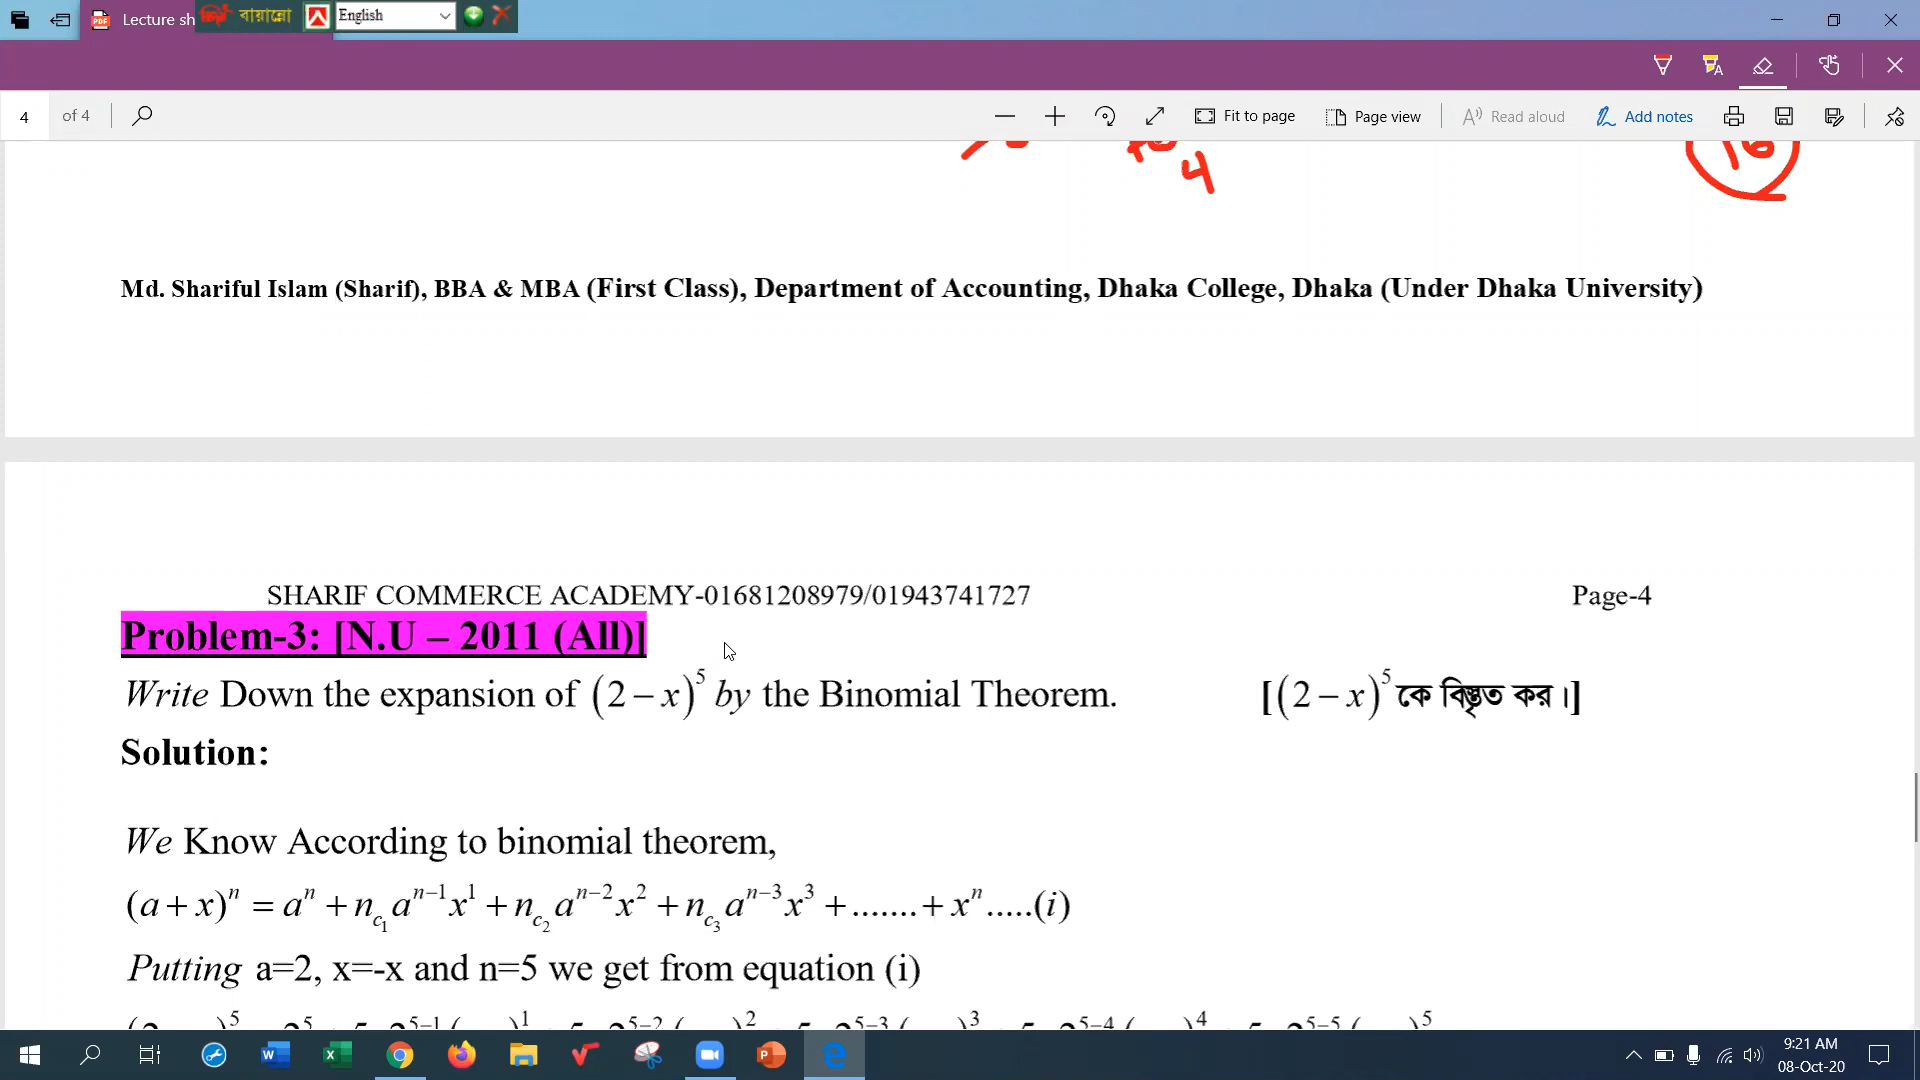 Lecture sh
বায়ান্নো
English
4 of 4
Fit to page
Page view
Read aloud
Add notes
4
16
Md. Shariful Islam (Sharif), BBA & MBA (First Class), Department of Accounting, Dhaka College, Dhaka (Under Dhaka University)
SHARIF COMMERCE ACADEMY-01681208979/01943741727 Page-4
Problem-3: [N.U – 2011 (All)]
Write Down the expansion of (2 − x)^5 by the Binomial Theorem. [(2 − x)^5 কে বিস্তৃত কর।]
Solution:
We Know According to binomial theorem,
(a + x)^n = a^n + n_{c_1} a^{n−1} x^1 + n_{c_2} a^{n−2} x^2 + n_{c_3} a^{n−3} x^3 + ....... + x^n .....(i)
Putting a=2, x=-x and n=5 we get from equation (i)
9:21 AM
08-Oct-20